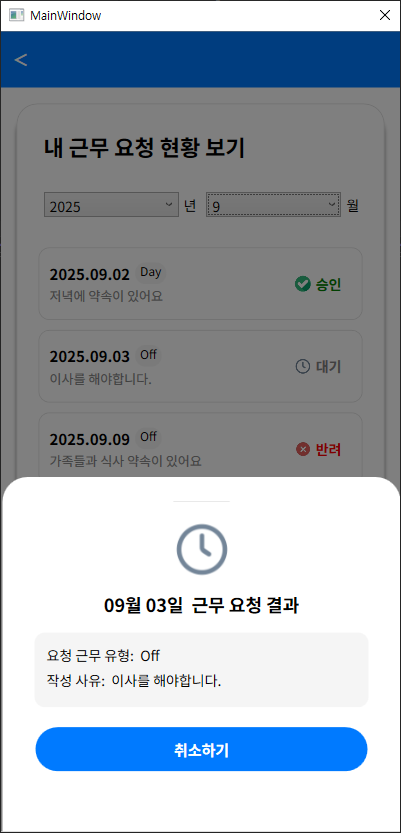 MainWindow
<
내 근무 요청 현황 보기
2025 년 9 월
2025.09.02 Day
저녁에 약속이 있어요
승인
2025.09.03 Off
이사를 해야합니다.
대기
2025.09.09 Off
가족들과 식사 약속이 있어요
반려
09월 03일 근무 요청 결과
요청 근무 유형: Off
작성 사유: 이사를 해야합니다.
취소하기